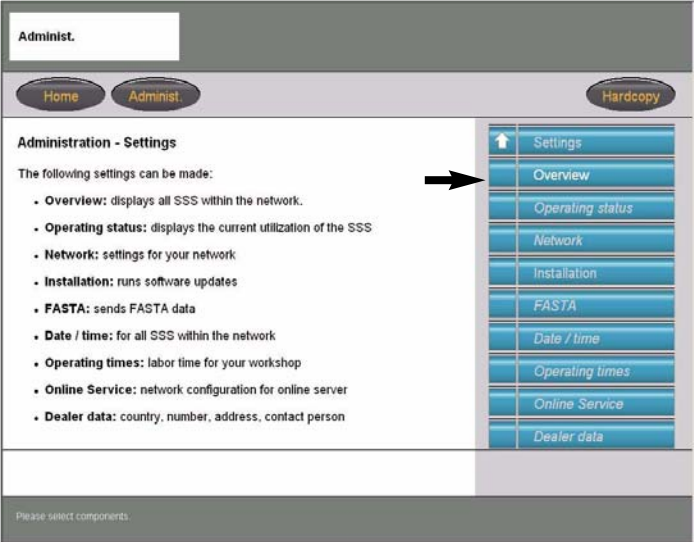 Administ.
Home
Administ.
Hardcopy
Administration - Settings
The following settings can be made:
• Overview: displays all SSS within the network.
• Operating status: displays the current utilization of the SSS
• Network: settings for your network
• Installation: runs software updates
• FASTA: sends FASTA data
• Date / time: for all SSS within the network
• Operating times: labor time for your workshop
• Online Service: network configuration for online server
• Dealer data: country, number, address, contact person
Settings
Overview
Operating status
Network
Installation
FASTA
Date / time
Operating times
Online Service
Dealer data
Please select components.